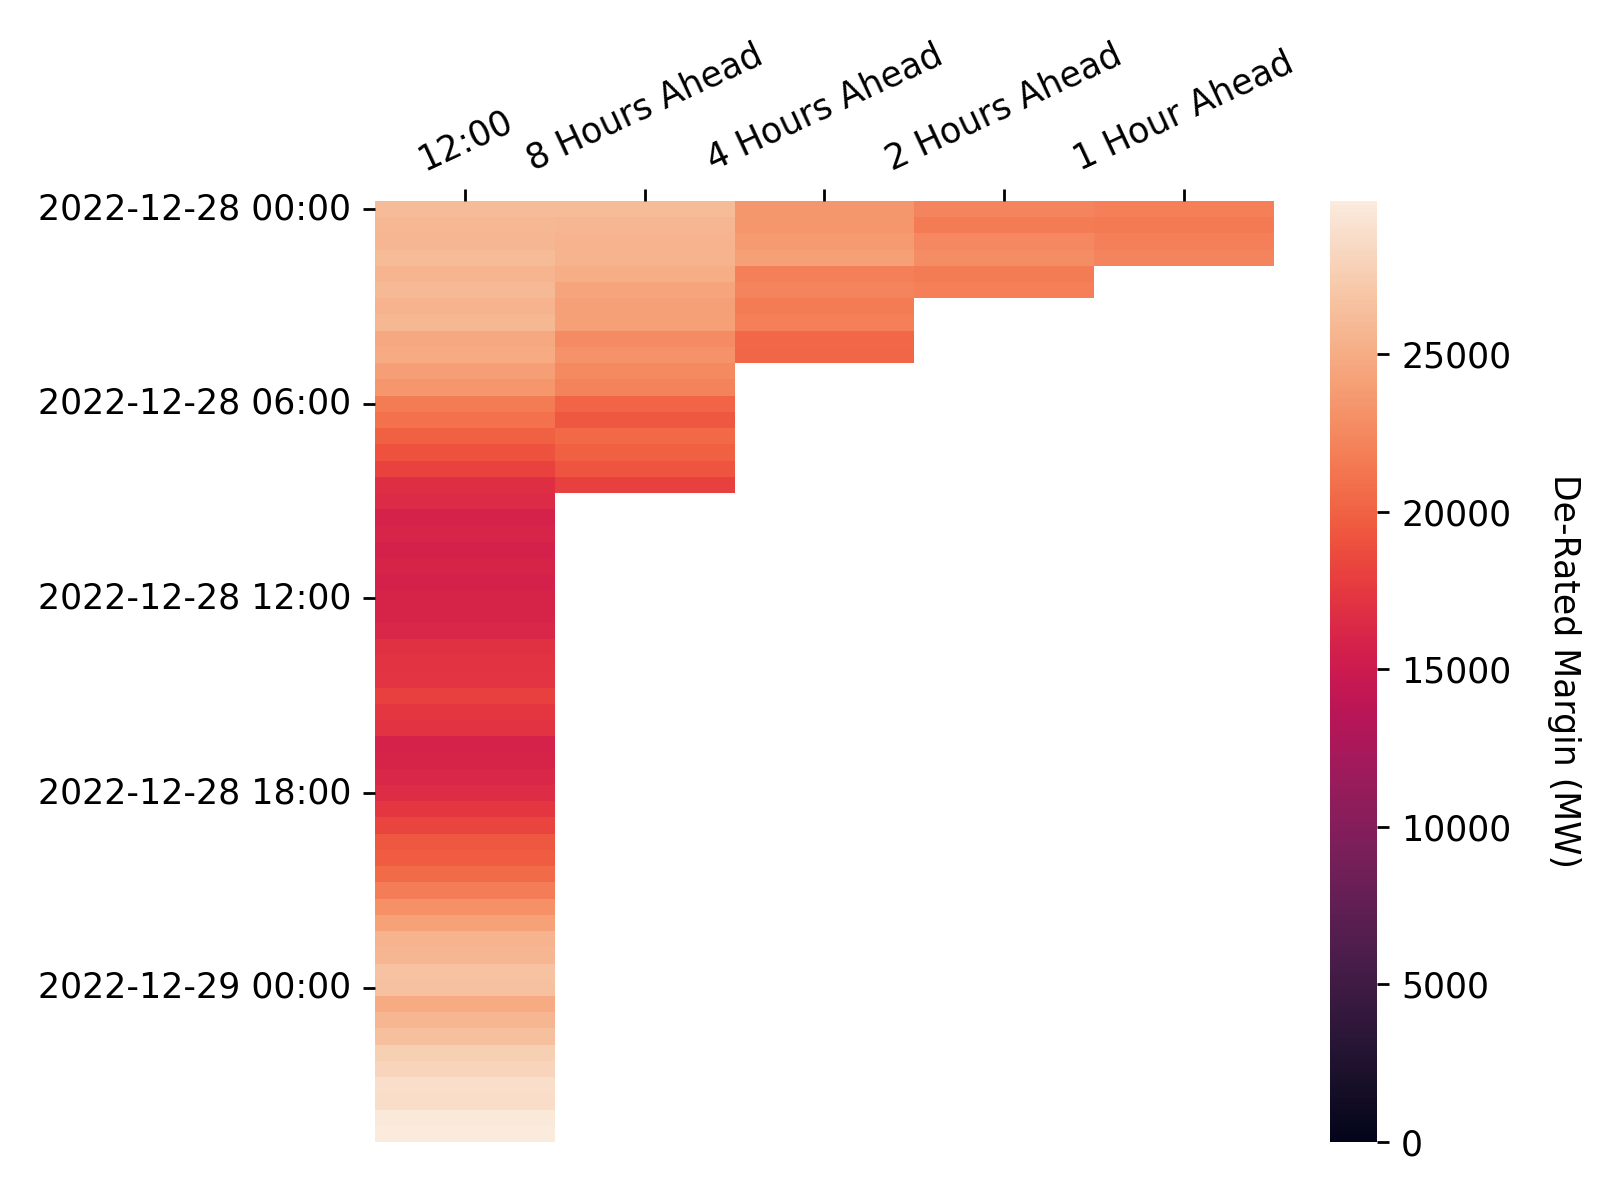 12:00
8 Hours Ahead
4 Hours Ahead
2 Hours Ahead
1 Hour Ahead
2022-12-28 00:00
2022-12-28 06:00
2022-12-28 12:00
2022-12-28 18:00
2022-12-29 00:00
25000
20000
15000
10000
5000
0
De-Rated Margin (MW)